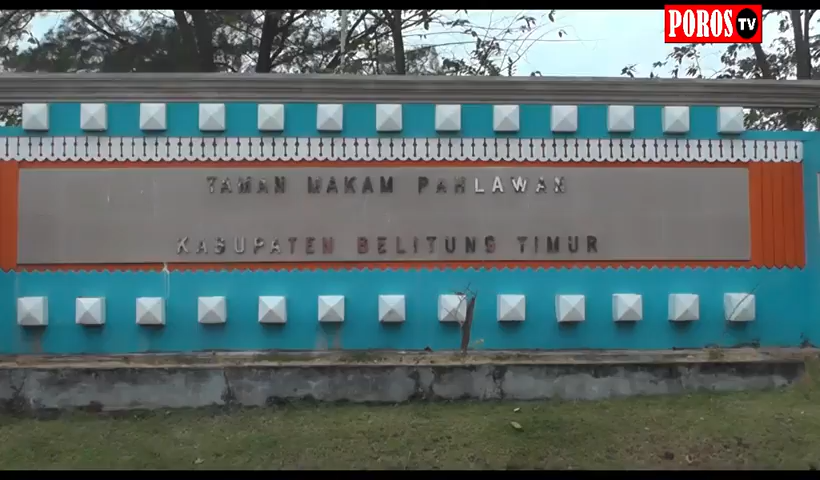 POROS TV
TAMAN MAKAM PAHLAWAN
KABUPATEN BELITUNG TIMUR